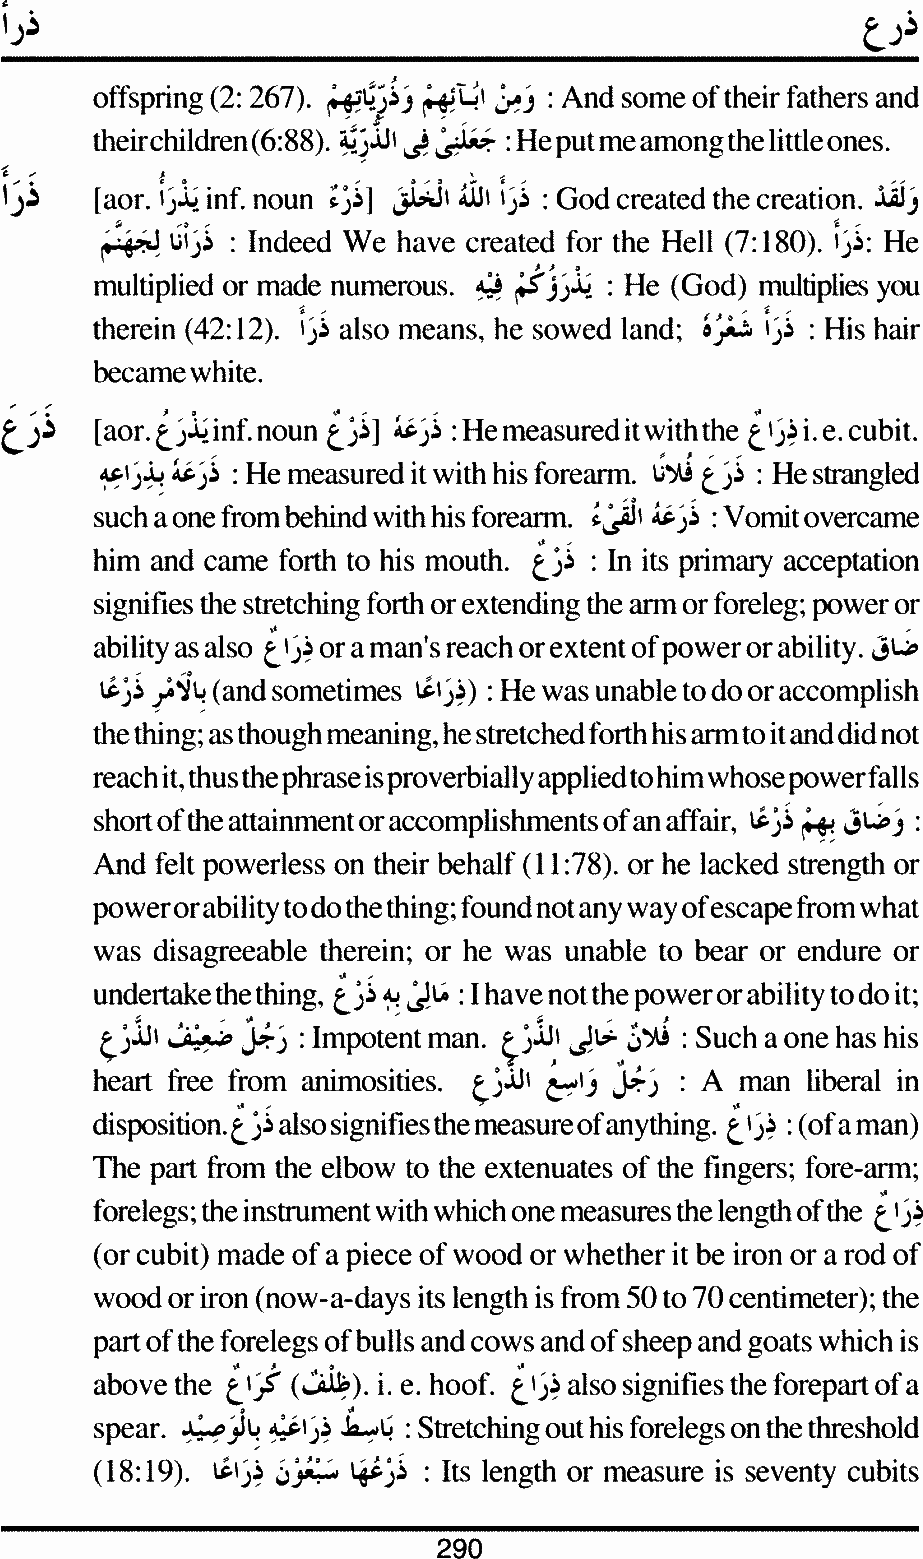 ذرأ ذرع
offspring (2: 267). وَمِنْ اٰبَآئِهِمْ وَذُرِّيَّاتِهِمْ : And some of their fathers and
their children (6:88). جَعَلَنِىْ فِى الذُّرِّيَّةِ : He put me among the little ones.
ذَرَأَ [aor. يَذْرَأُ inf. noun ذَرْءٌ] ذَرَأَ اللّٰهُ الْخَلْقَ : God created the creation. وَلَقَدْ
ذَرَاْنَا لِجَهَنَّمَ : Indeed We have created for the Hell (7:180). ذَرَأَ: He
multiplied or made numerous. يَذْرَؤُكُمْ فِيْهِ : He (God) multiplies you
therein (42:12). ذَرَأَ also means, he sowed land; ذَرَأَ شَعْرُهٗ : His hair
became white.
ذَرَعَ [aor. يَذْرَعُ inf. noun ذَرْعٌ] ذَرَعَهٗ : He measured it with the ذِرَاعٌ i. e. cubit.
ذَرَعَهٗ بِذِرَاعِهٖ : He measured it with his forearm. ذَرَعَ فُلَانًا : He strangled
such a one from behind with his forearm. ذَرَعَهُ الْقَىْءُ : Vomit overcame
him and came forth to his mouth. ذَرْعٌ : In its primary acceptation
signifies the stretching forth or extending the arm or foreleg; power or
ability as also ذِرَاعٌ or a man's reach or extent of power or ability. ضَاقَ
بِالْاَمْرِ ذَرْعًا (and sometimes ذِرَاعًا) : He was unable to do or accomplish
the thing; as though meaning, he stretched forth his arm to it and did not
reach it, thus the phrase is proverbially applied to him whose power falls
short of the attainment or accomplishments of an affair, وَضَاقَ بِهِمْ ذَرْعًا :
And felt powerless on their behalf (11:78). or he lacked strength or
power or ability to do the thing; found not any way of escape from what
was disagreeable therein; or he was unable to bear or endure or
undertake the thing, مَالِىْ بِهٖ ذَرْعٌ : I have not the power or ability to do it;
رَجُلٌ ضَعِيْفُ الذَّرْعِ : Impotent man. فُلَانٌ خَالِى الذَّرْعِ : Such a one has his
heart free from animosities. رَجُلٌ وَاسِعُ الذَّرْعِ : A man liberal in
disposition. ذَرْعٌ also signifies the measure of anything. ذِرَاعٌ : (of a man)
The part from the elbow to the extenuates of the fingers; fore-arm;
forelegs; the instrument with which one measures the length of the ذِرَاعٌ
(or cubit) made of a piece of wood or whether it be iron or a rod of
wood or iron (now-a-days its length is from 50 to 70 centimeter); the
part of the forelegs of bulls and cows and of sheep and goats which is
above the كُرَاعٌ (ظِلْفٌ). i. e. hoof. ذِرَاعٌ also signifies the forepart of a
spear. بَاسِطٌ ذِرَاعَيْهِ بِالْوَصِيْدِ : Stretching out his forelegs on the threshold
(18:19). ذَرْعُهَا سَبْعُوْنَ ذِرَاعًا : Its length or measure is seventy cubits
290